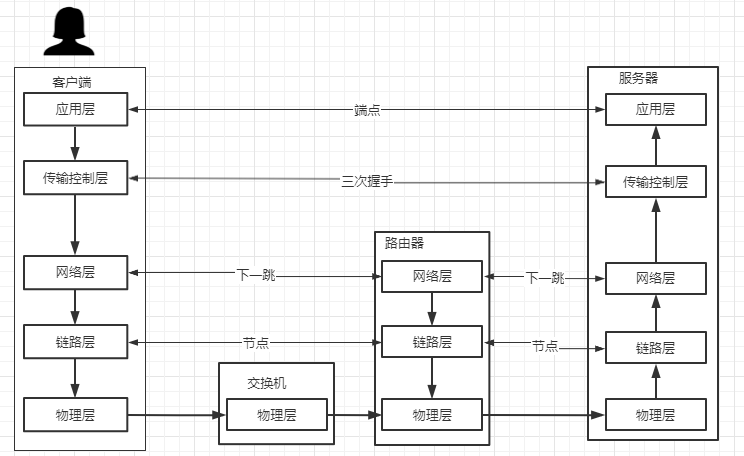 客户端
服务器
应用层
端点
应用层
传输控制层
三次握手
传输控制层
路由器
网络层
下一跳
网络层
下一跳
网络层
链路层
节点
链路层
节点
链路层
交换机
物理层
物理层
物理层
物理层